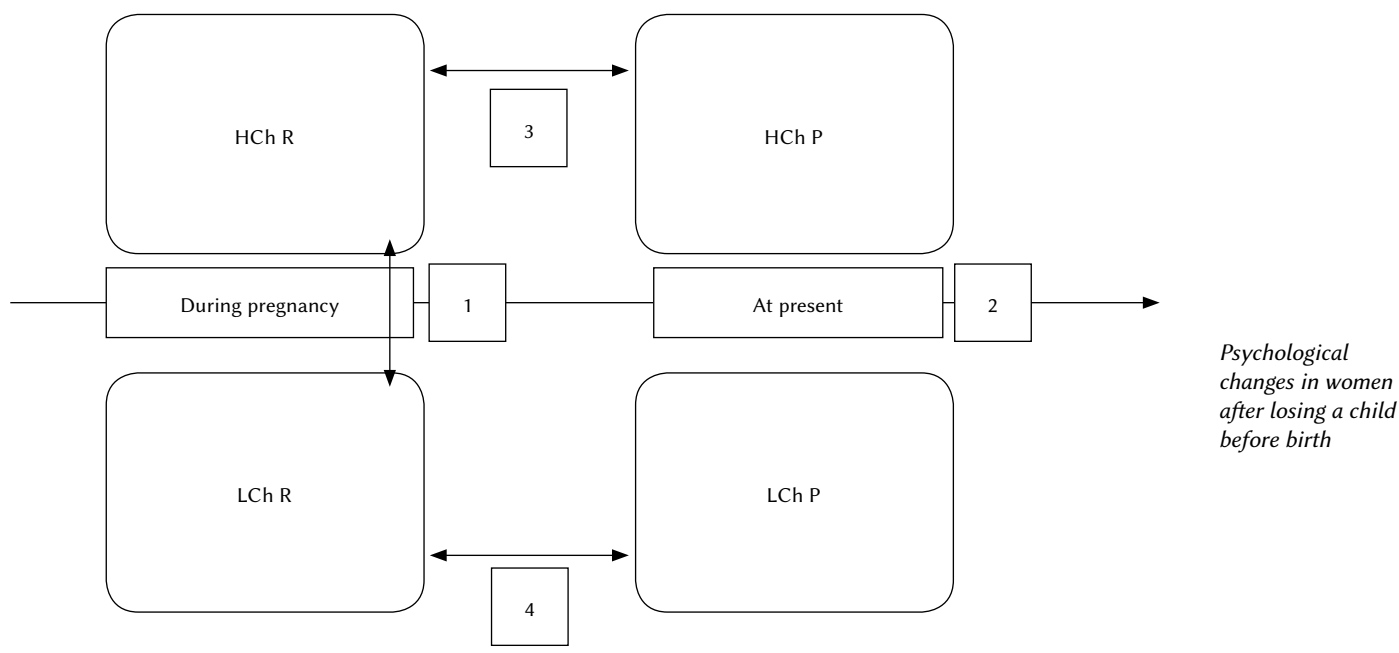 HCh R
3
HCh P
During pregnancy
1
At present
2
Psychological
changes in women
after losing a child
before birth
LCh R
LCh P
4